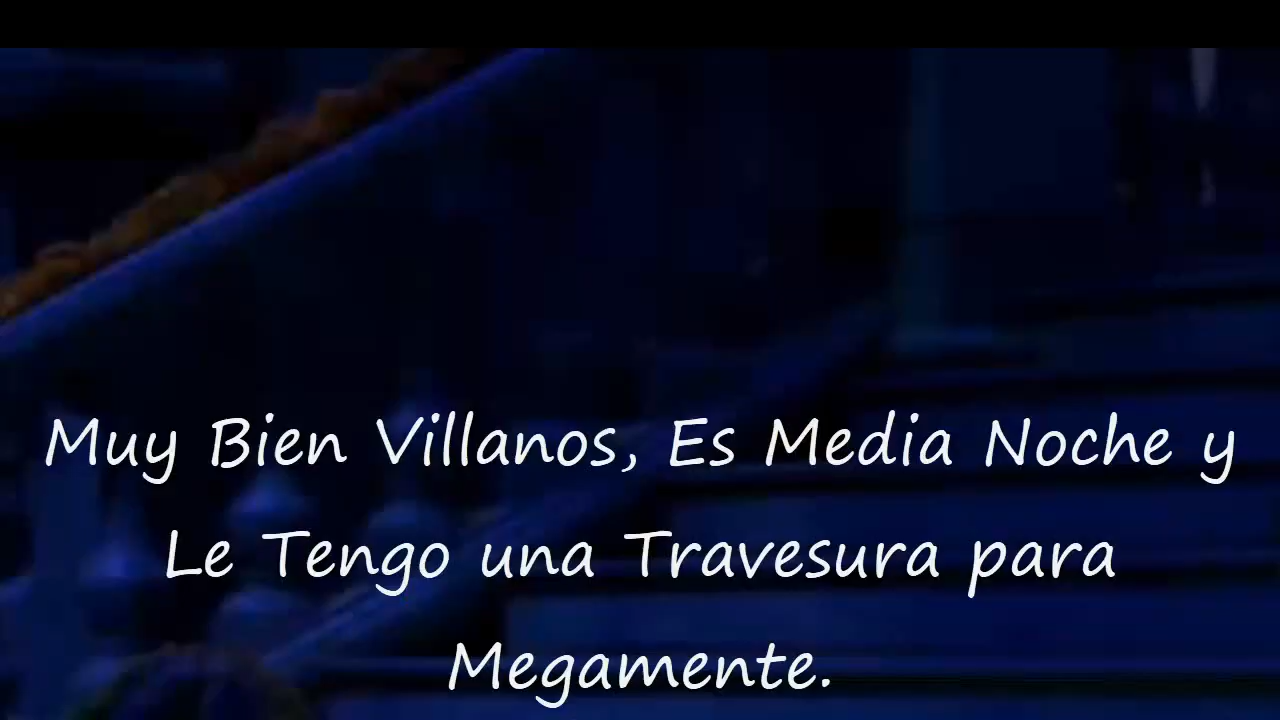 Muy Bien Villanos, Es Media Noche y
Le Tengo una Travesura para
Megamente.